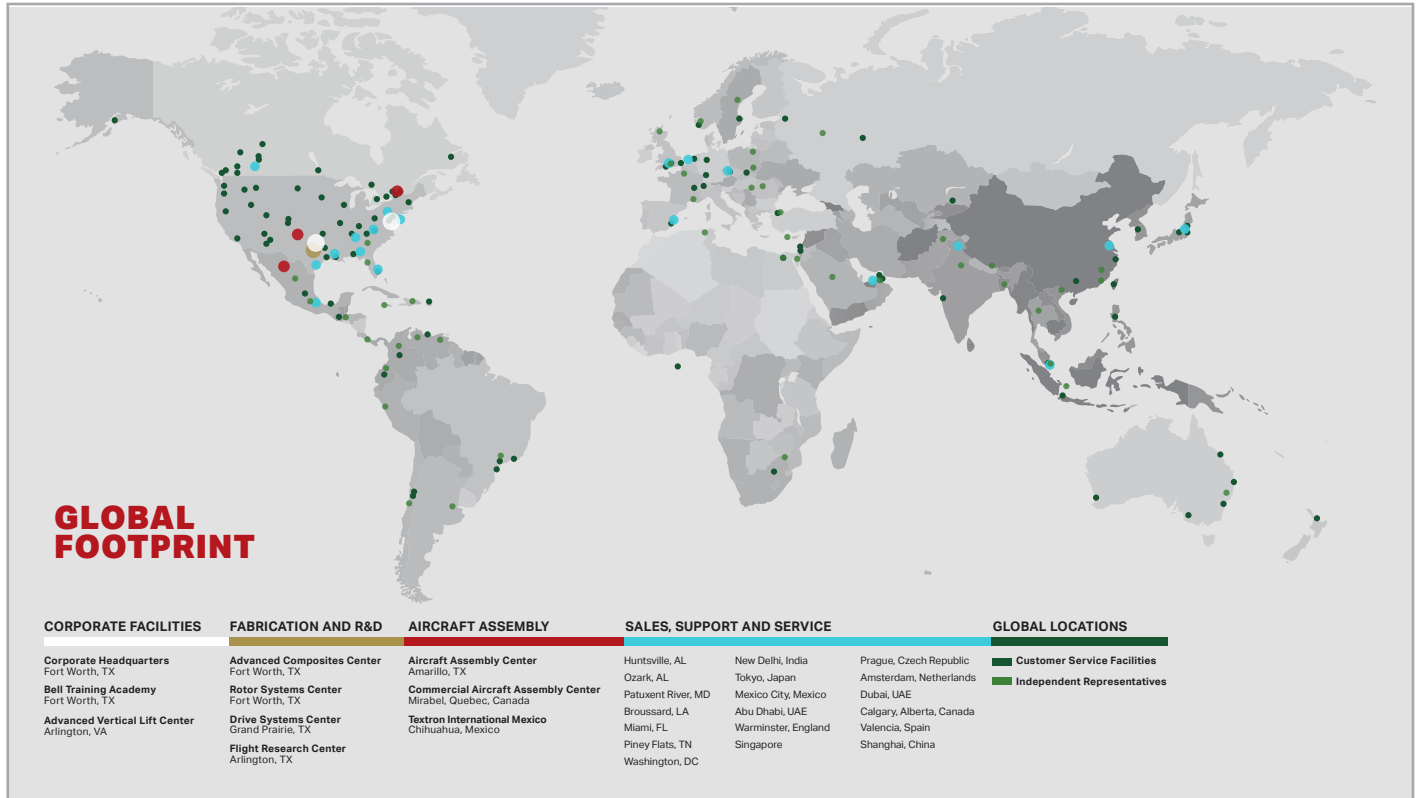 GLOBAL
FOOTPRINT
CORPORATE FACILITIES
Corporate Headquarters
Fort Worth, TX
Bell Training Academy
Fort Worth, TX
Advanced Vertical Lift Center
Arlington, VA
FABRICATION AND R&D
Advanced Composites Center
Fort Worth, TX
Rotor Systems Center
Fort Worth, TX
Drive Systems Center
Grand Prairie, TX
Flight Research Center
Arlington, TX
AIRCRAFT ASSEMBLY
Aircraft Assembly Center
Amarillo, TX
Commercial Aircraft Assembly Center
Mirabel, Quebec, Canada
Textron International Mexico
Chihuahua, Mexico
SALES, SUPPORT AND SERVICE
Huntsville, AL
Ozark, AL
Patuxent River, MD
Broussard, LA
Miami, FL
Piney Flats, TN
Washington, DC
New Delhi, India
Tokyo, Japan
Mexico City, Mexico
Abu Dhabi, UAE
Warminster, England
Singapore
Prague, Czech Republic
Amsterdam, Netherlands
Dubai, UAE
Calgary, Alberta, Canada
Valencia, Spain
Shanghai, China
GLOBAL LOCATIONS
Customer Service Facilities
Independent Representatives